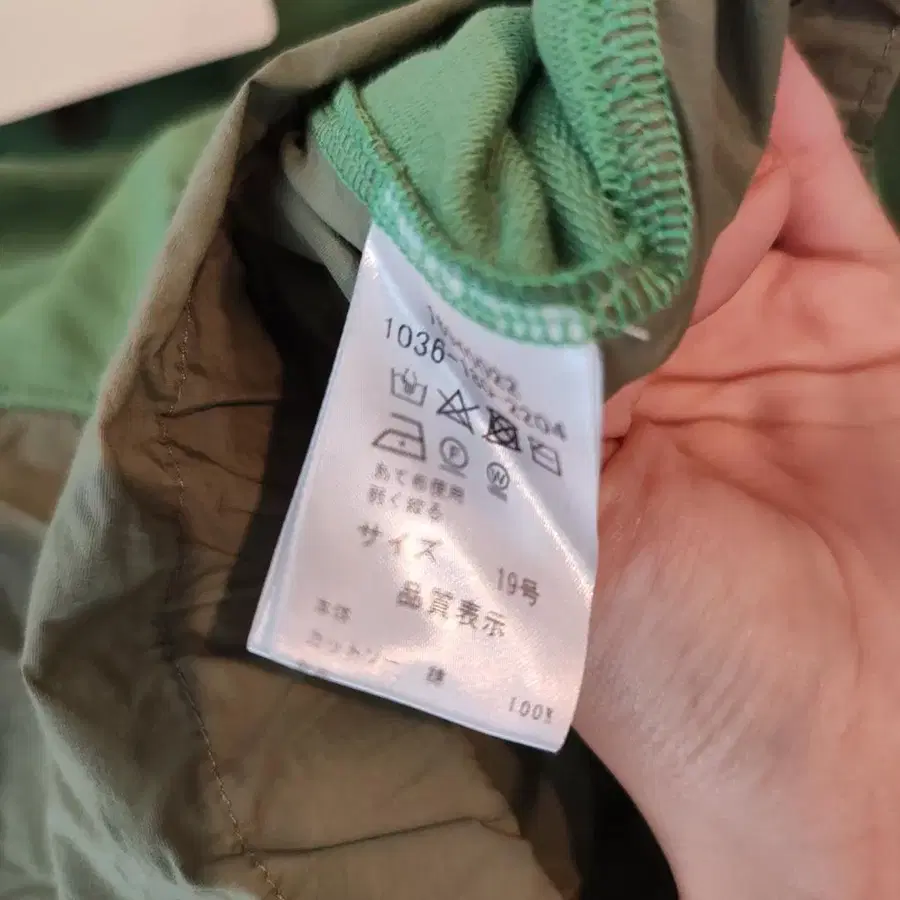 1036-
F
W
あて布使用
弱く絞る
サイズ
19号
品質表示
本体
カットソー 綿
100%